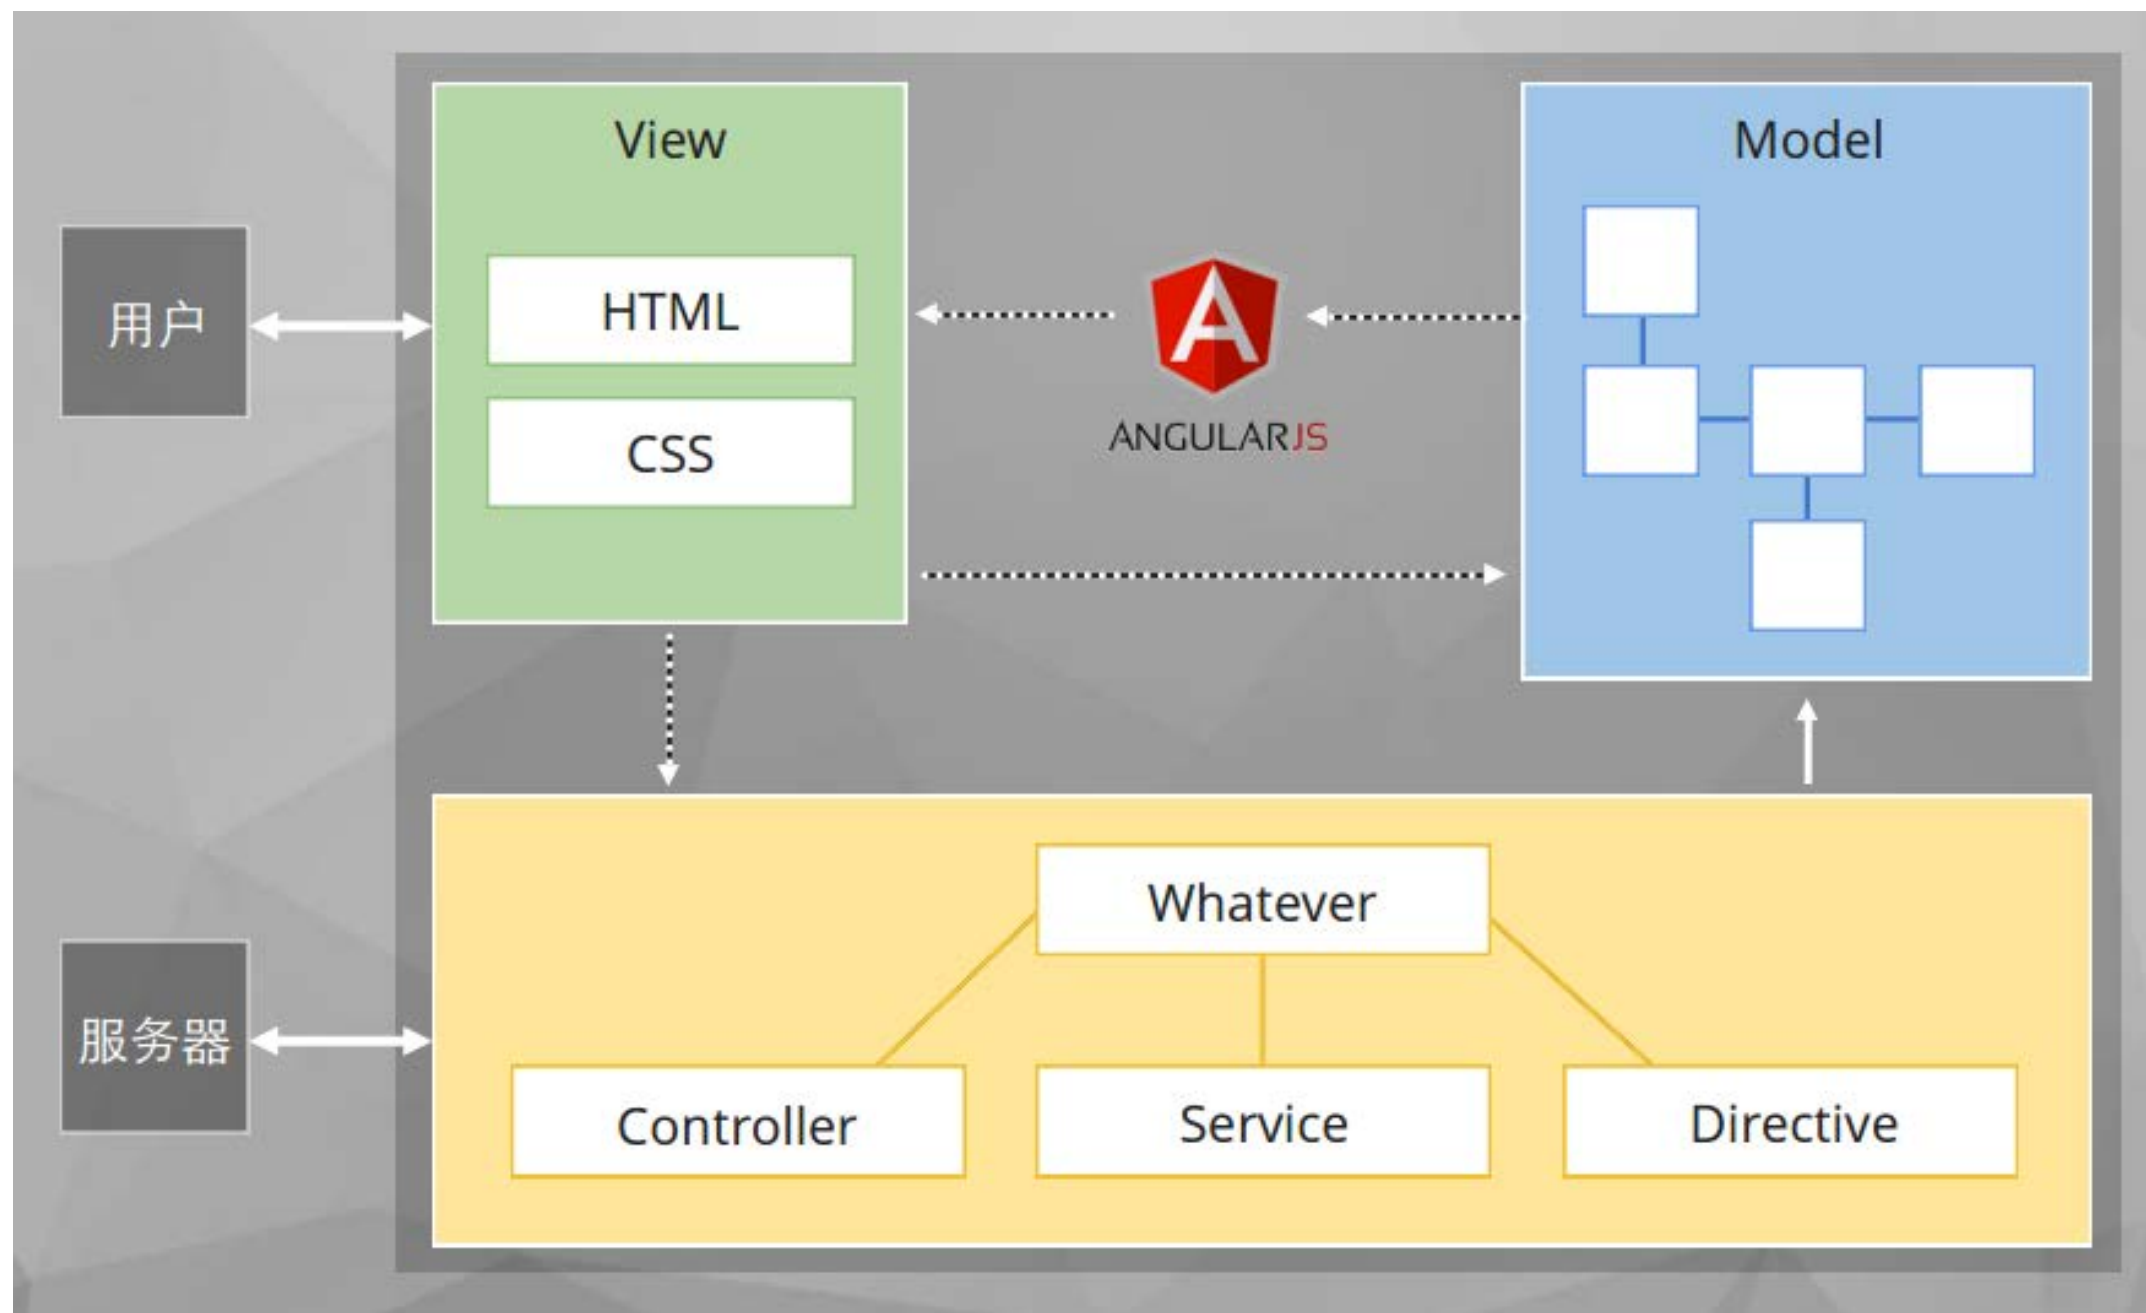 View
Model
HTML
用户
CSS
ANGULARJS
Whatever
服务器
Controller
Service
Directive